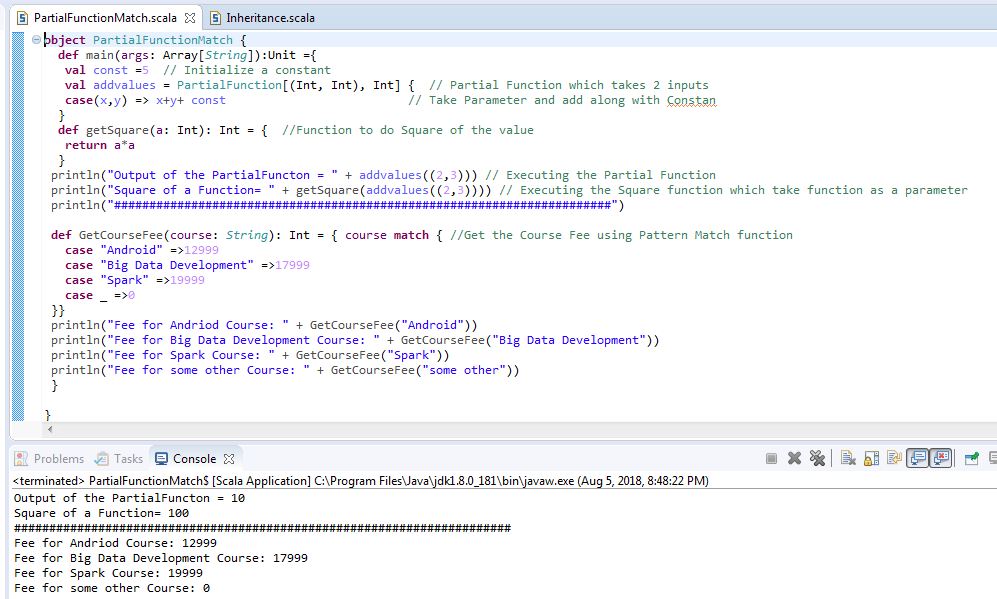 PartialFunctionMatch.scala Inheritance.scala
object PartialFunctionMatch {
def main(args: Array[String]):Unit ={
val const =5 // Initialize a constant
val addvalues = PartialFunction[(Int, Int), Int] { // Partial Function which takes 2 inputs
case(x,y) => x+y+ const // Take Parameter and add along with Constan
}
def getSquare(a: Int): Int = { //Function to do Square of the value
return a*a
}
println("Output of the PartialFuncton = " + addvalues((2,3))) // Executing the Partial Function
println("Square of a Function= " + getSquare(addvalues((2,3)))) // Executing the Square function which take function as a parameter
println("#######################################################################")
def GetCourseFee(course: String): Int = { course match { //Get the Course Fee using Pattern Match function
case "Android" =>12999
case "Big Data Development" =>17999
case "Spark" =>19999
case _ =>0
}}
println("Fee for Andriod Course: " + GetCourseFee("Android"))
println("Fee for Big Data Development Course: " + GetCourseFee("Big Data Development"))
println("Fee for Spark Course: " + GetCourseFee("Spark"))
println("Fee for some other Course: " + GetCourseFee("some other"))
}
}
Problems Tasks Console
<terminated> PartialFunctionMatch$ [Scala Application] C:\Program Files\Java\jdk1.8.0_181\bin\javaw.exe (Aug 5, 2018, 8:48:22 PM)
Output of the PartialFuncton = 10
Square of a Function= 100
#######################################################################
Fee for Andriod Course: 12999
Fee for Big Data Development Course: 17999
Fee for Spark Course: 19999
Fee for some other Course: 0